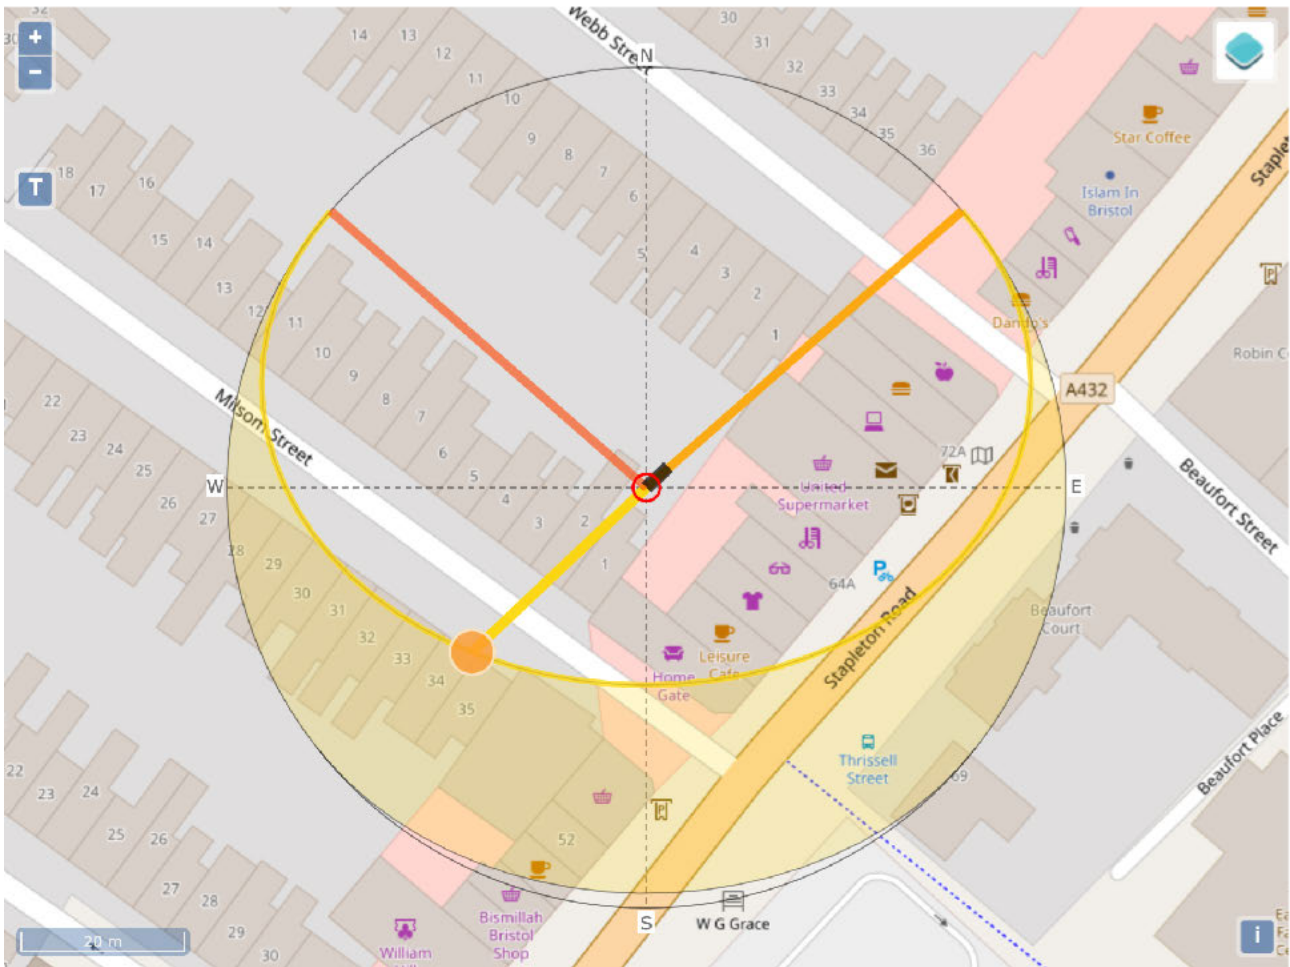 +
−
T
Webb Street
30
31
32
33
34
35
36
14
13
12
11
10
9
8
7
6
5
4
3
2
1
N
Star Coffee
Islam In
Bristol
Dando's
Robin C
A432
18
17
16
15
14
13
12
11
10
9
8
7
6
5
4
3
2
1
Milsom Street
W
E
22
23
24
25
26
27
28
29
30
31
32
33
34
35
72A
United
Supermarket
64A
P
Beaufort Street
Beaufort
Court
Stapleton Road
Leisure
Cafe
Home
Gate
Thrissell
Street
69
Beaufort Place
22
23
24
25
26
27
28
29
30
52
Bismillah
Bristol
Shop
William
S
W G Grace
20 m
i